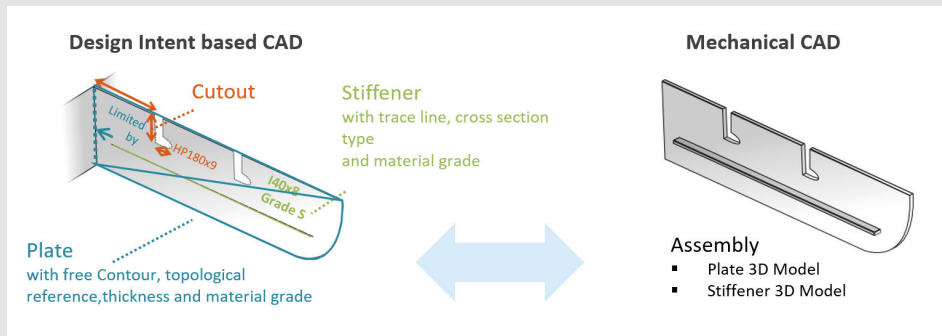 Design Intent based CAD
Mechanical CAD
Cutout
Stiffener
with trace line, cross section
type
and material grade
Limited
by
HP180x9
I40x8
Grade S
Plate
with free Contour, topological
reference,thickness and material grade
Assembly
▪ Plate 3D Model
▪ Stiffener 3D Model